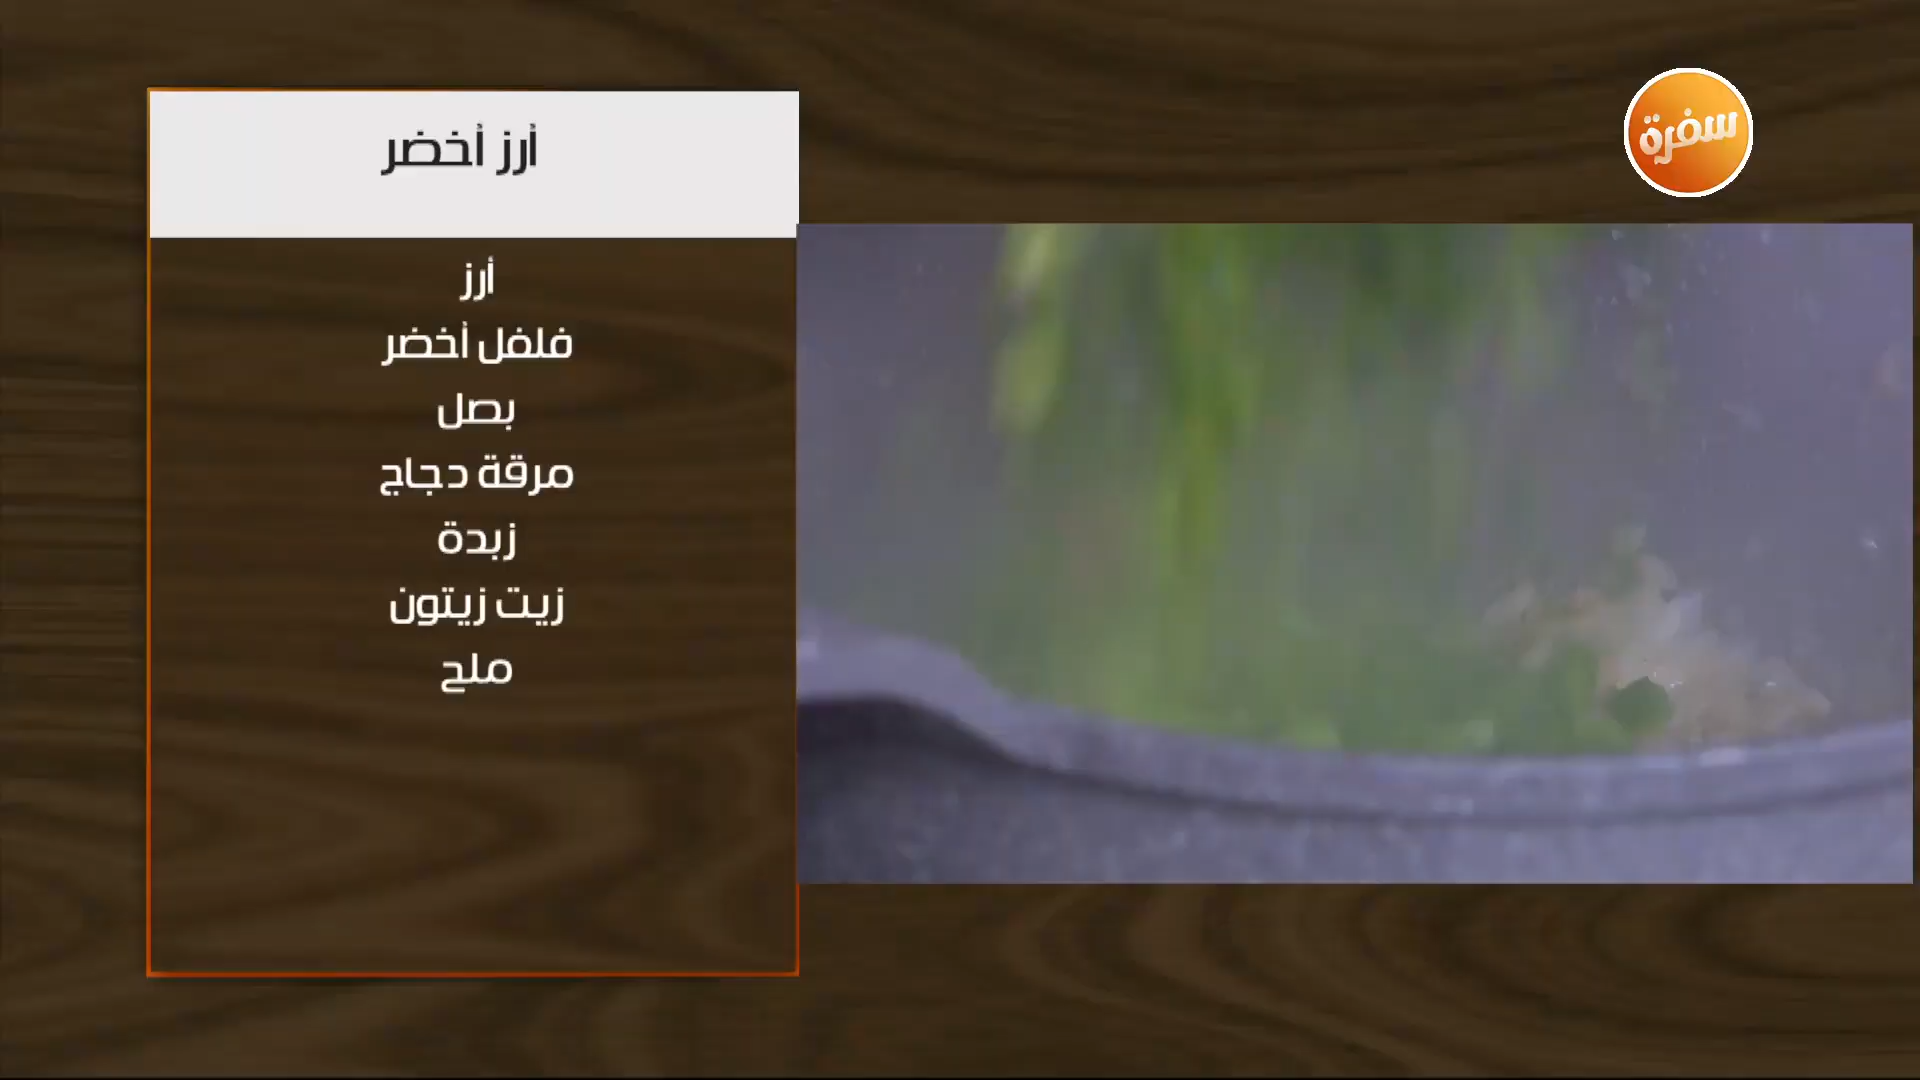 سفرة
أرز أخضر
أرز
فلفل أخضر
بصل
مرقة دجاج
زبدة
زيت زيتون
ملح